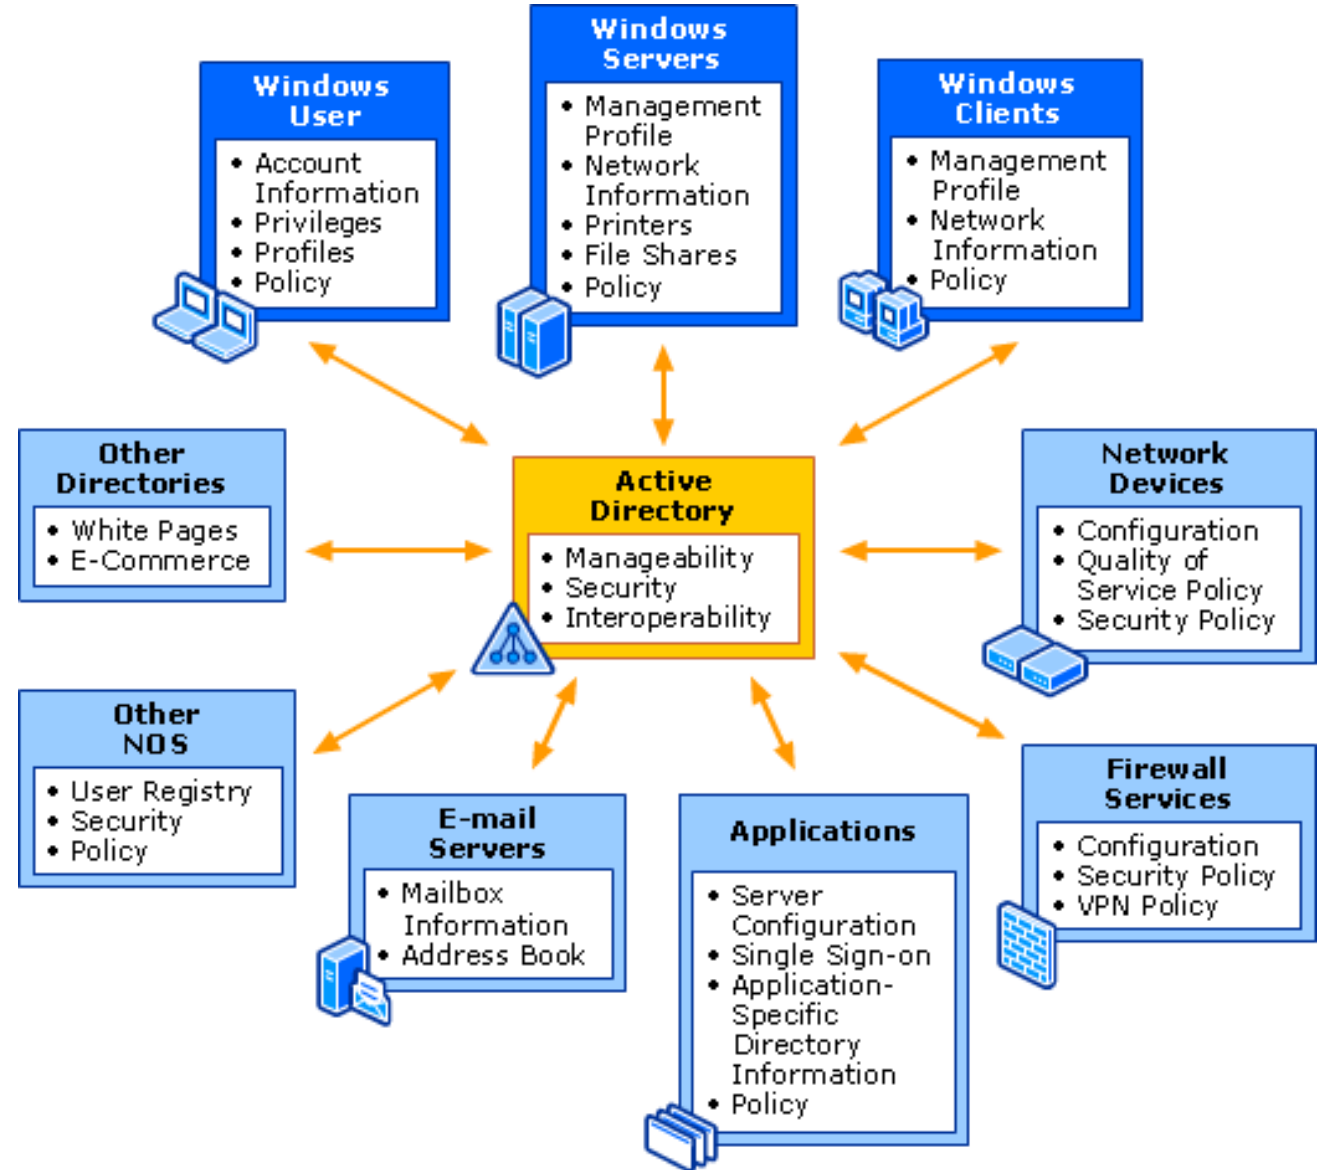 Windows
User
• Account
Information
• Privileges
• Profiles
• Policy
Windows
Servers
• Management
Profile
• Network
Information
• Printers
• File Shares
• Policy
Windows
Clients
• Management
Profile
• Network
Information
• Policy
Other
Directories
• White Pages
• E-Commerce
Active
Directory
• Manageability
• Security
• Interoperability
Network
Devices
• Configuration
• Quality of
Service Policy
• Security Policy
Other
NOS
• User Registry
• Security
• Policy
E-mail
Servers
• Mailbox
Information
• Address Book
Applications
• Server
Configuration
• Single Sign-on
• Application-
Specific
Directory
Information
• Policy
Firewall
Services
• Configuration
• Security Policy
• VPN Policy